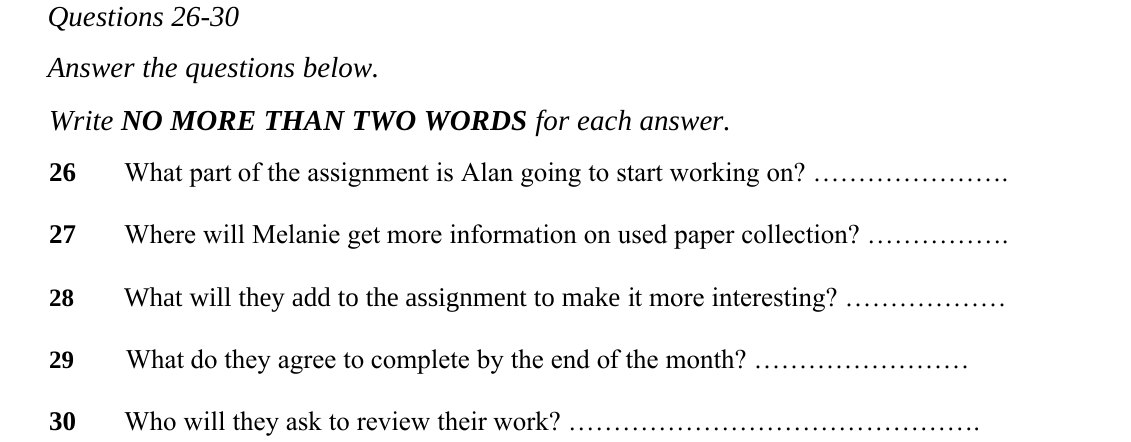 Questions 26-30
Answer the questions below.
Write NO MORE THAN TWO WORDS for each answer.
26 What part of the assignment is Alan going to start working on? ………………….
27 Where will Melanie get more information on used paper collection? …………….
28 What will they add to the assignment to make it more interesting? ………………
29 What do they agree to complete by the end of the month? ……………………
30 Who will they ask to review their work? ……………………………………….